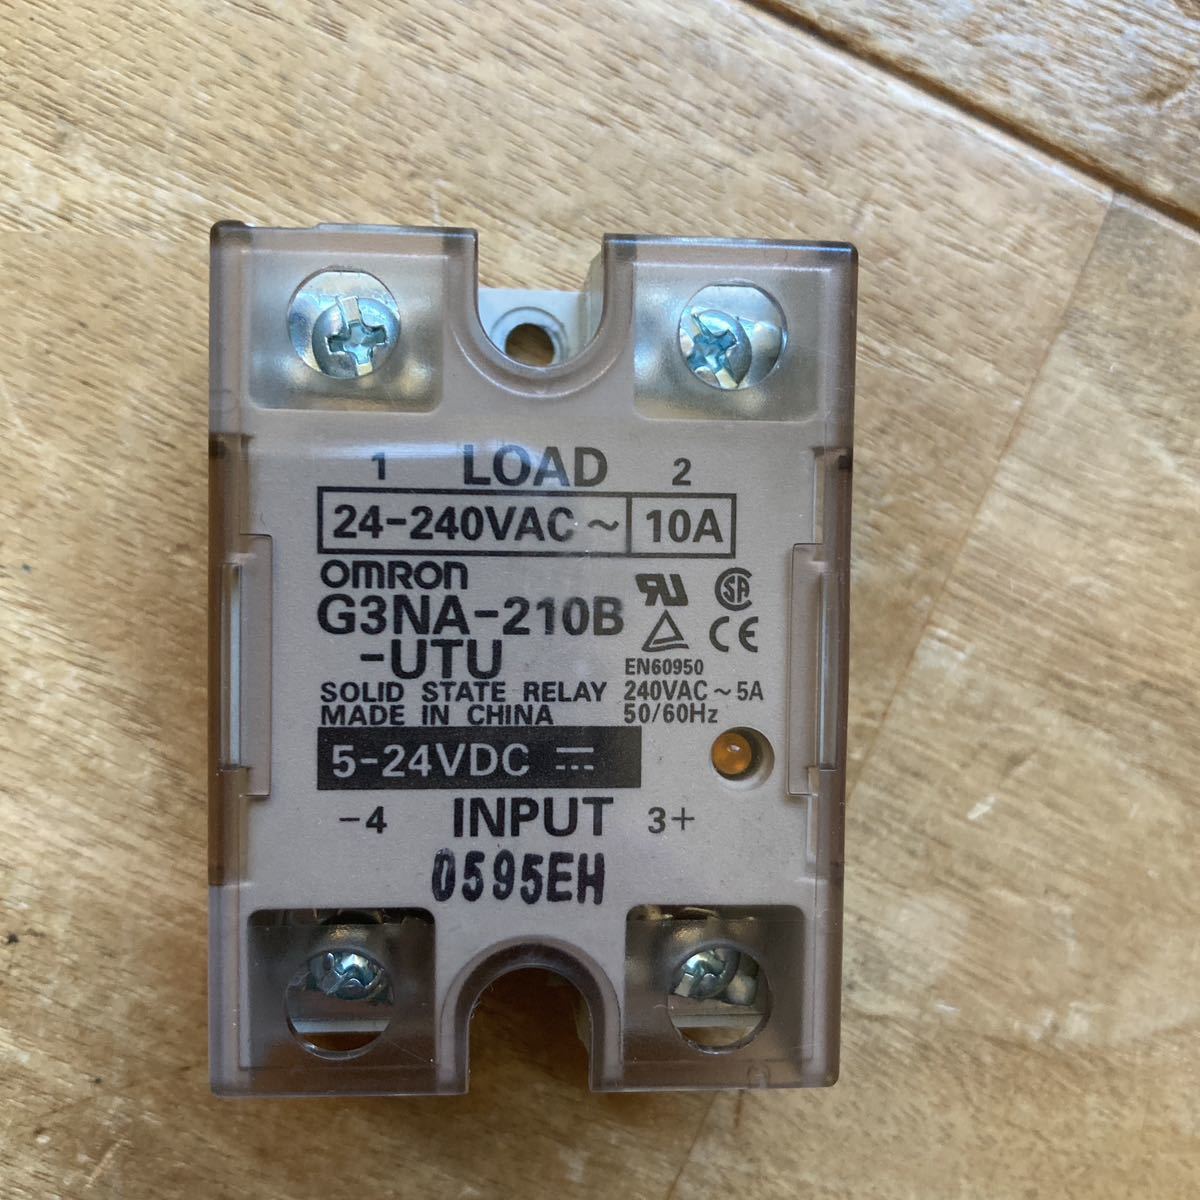 1 LOAD 2
24-240VAC ~ 10A
OMRON
G3NA-210B
-UTU
SOLID STATE RELAY
MADE IN CHINA
EN60950
240VAC ~ 5A
50/60Hz
5-24VDC
-4 INPUT 3+
0595EH